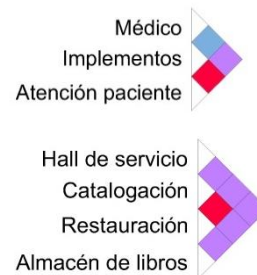 Médico
Implementos
Atención paciente
Hall de servicio
Catalogación
Restauración
Almacén de libros